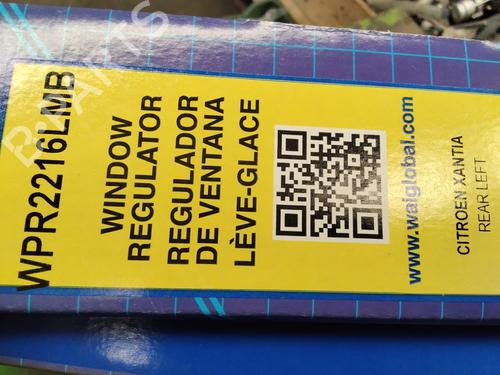 WPR2216LMB
WINDOW
REGULATOR
REGULADOR
DE VENTANA
LÈVE-GLACE
www.waiglobal.com
CITROEN XANTIA
REAR LEFT